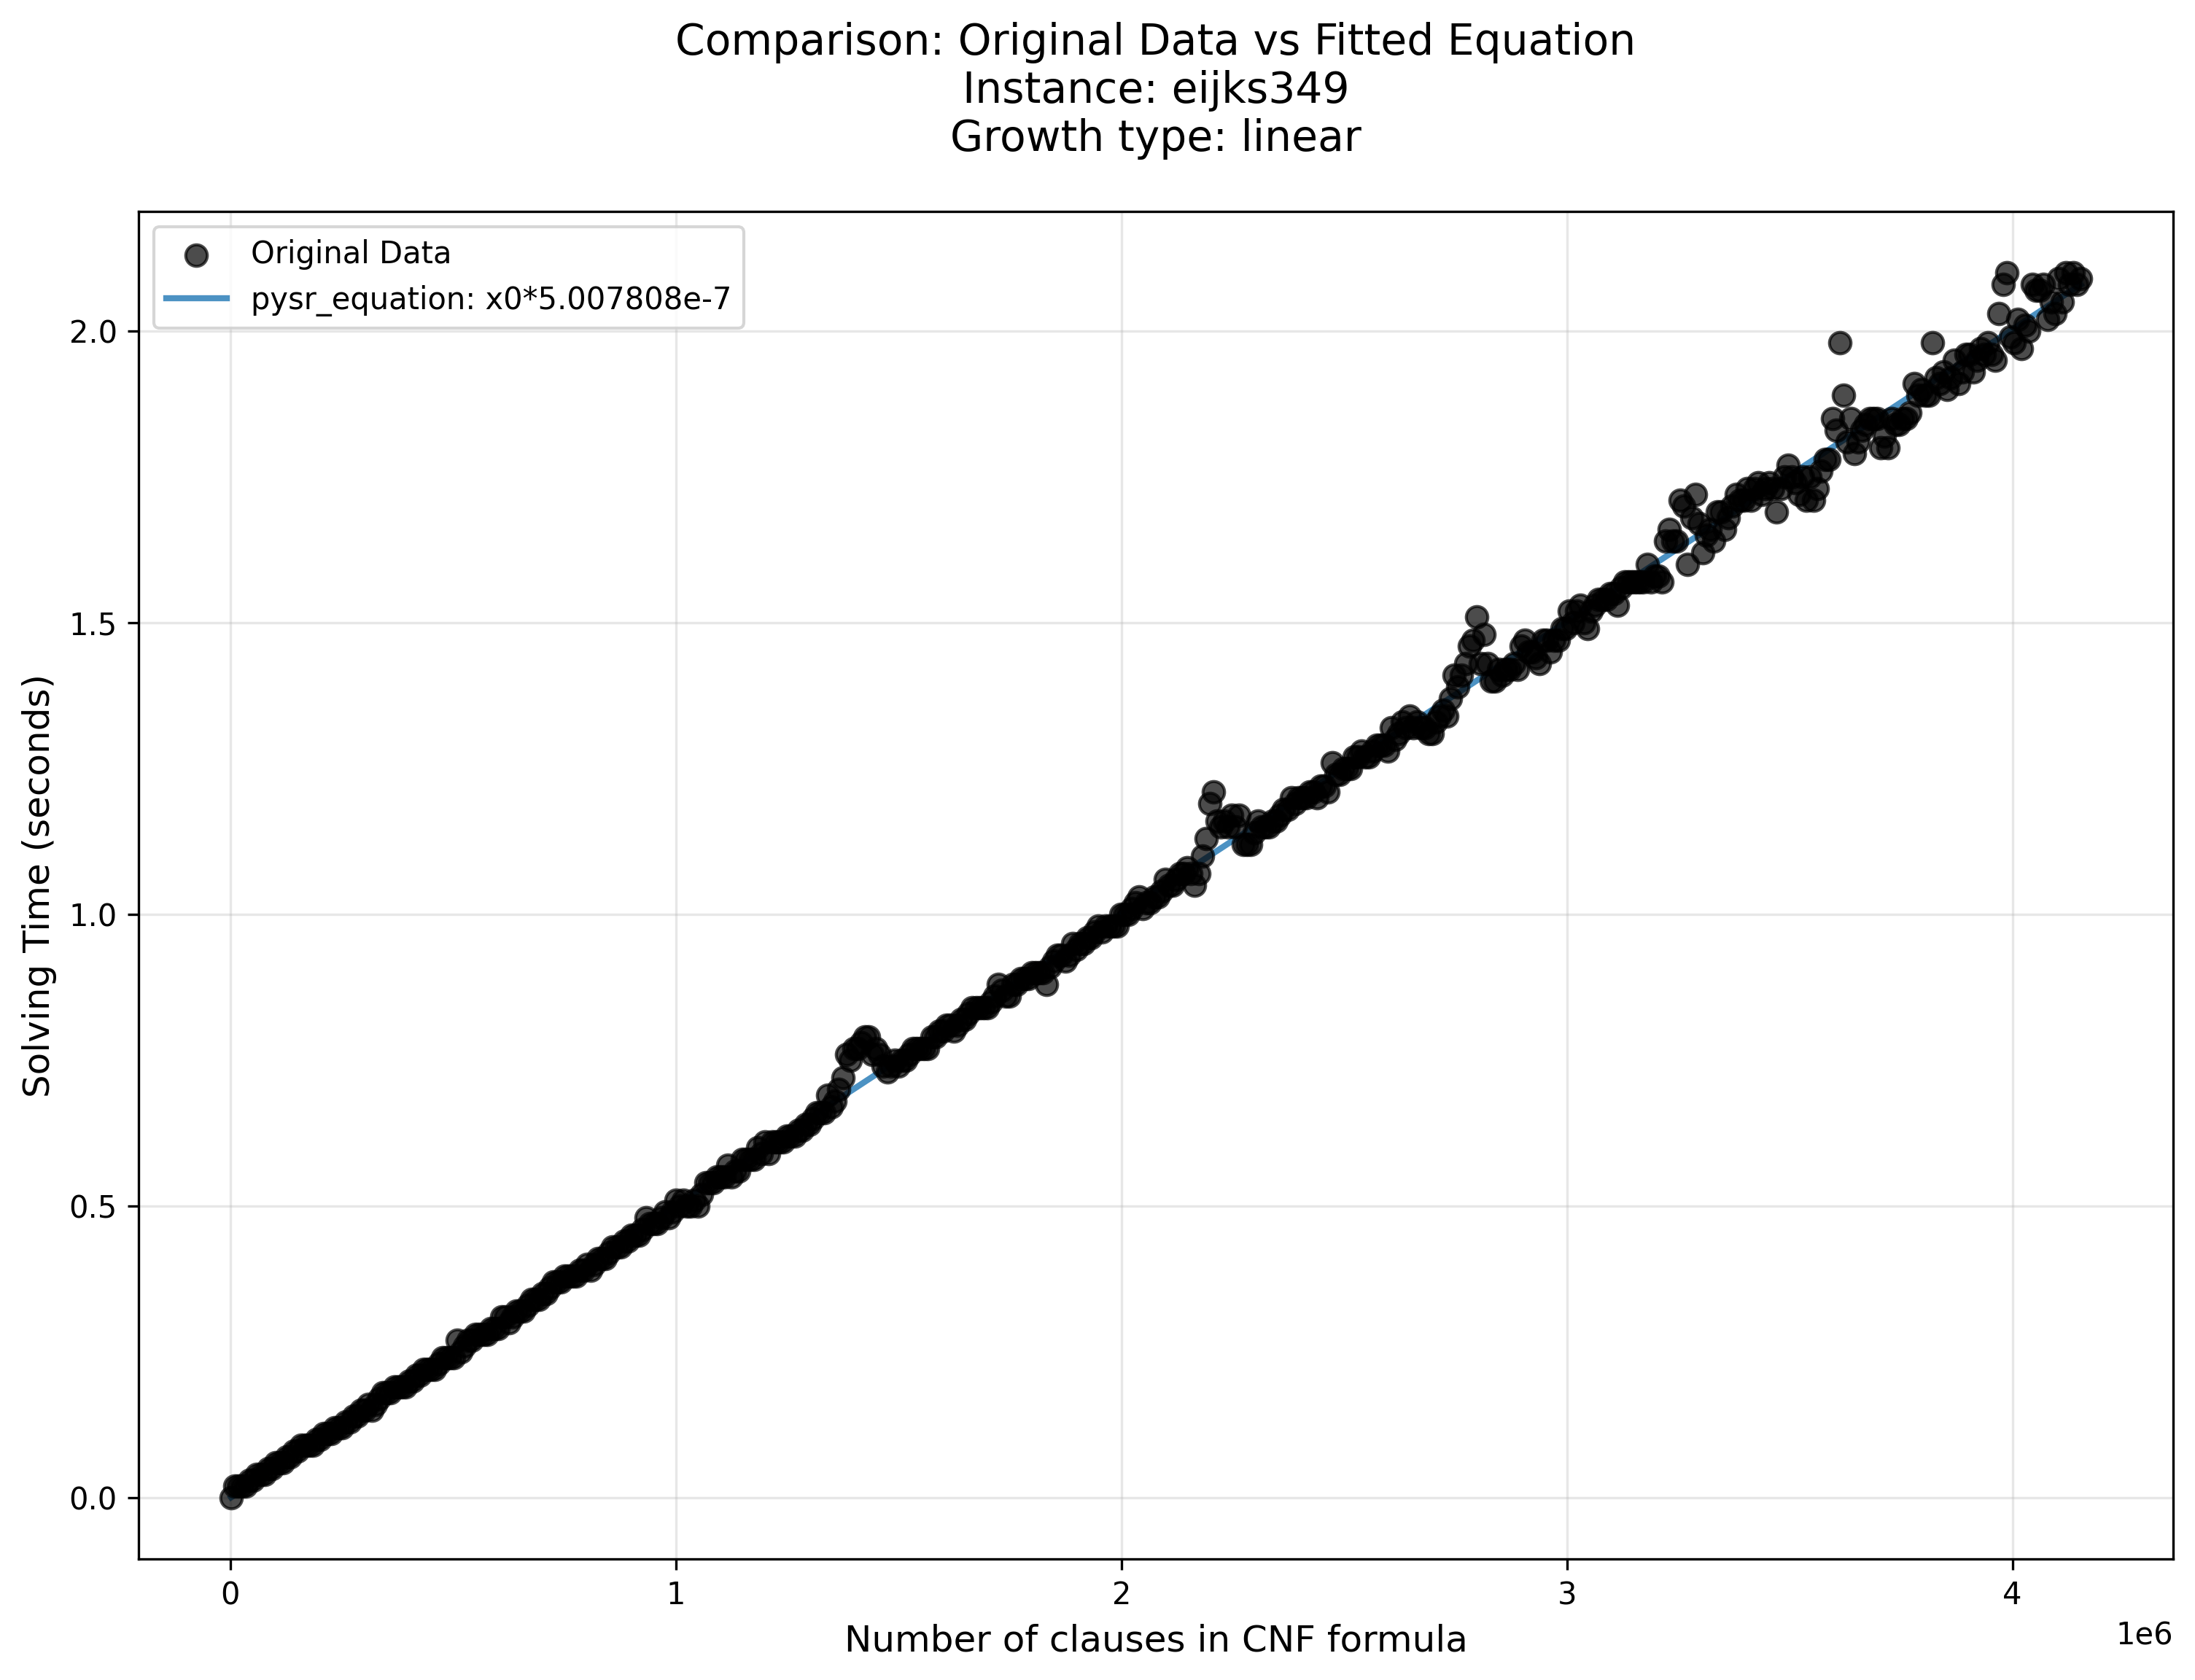 Comparison: Original Data vs Fitted Equation
Instance: eijks349
Growth type: linear
Original Data
pysr_equation: x0*5.007808e-7
Solving Time (seconds)
2.0
1.5
1.0
0.5
0.0
0
1
2
3
4
1e6
Number of clauses in CNF formula